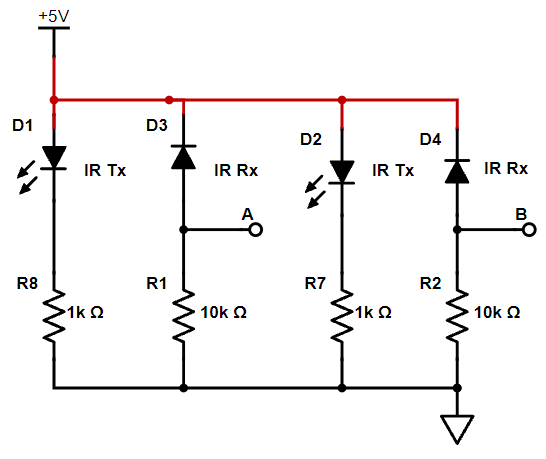 +5V
D1
D3
D2
D4
IR Tx
IR Rx
IR Tx
IR Rx
A
B
R8
R1
R7
R2
1k Ω
10k Ω
1k Ω
10k Ω